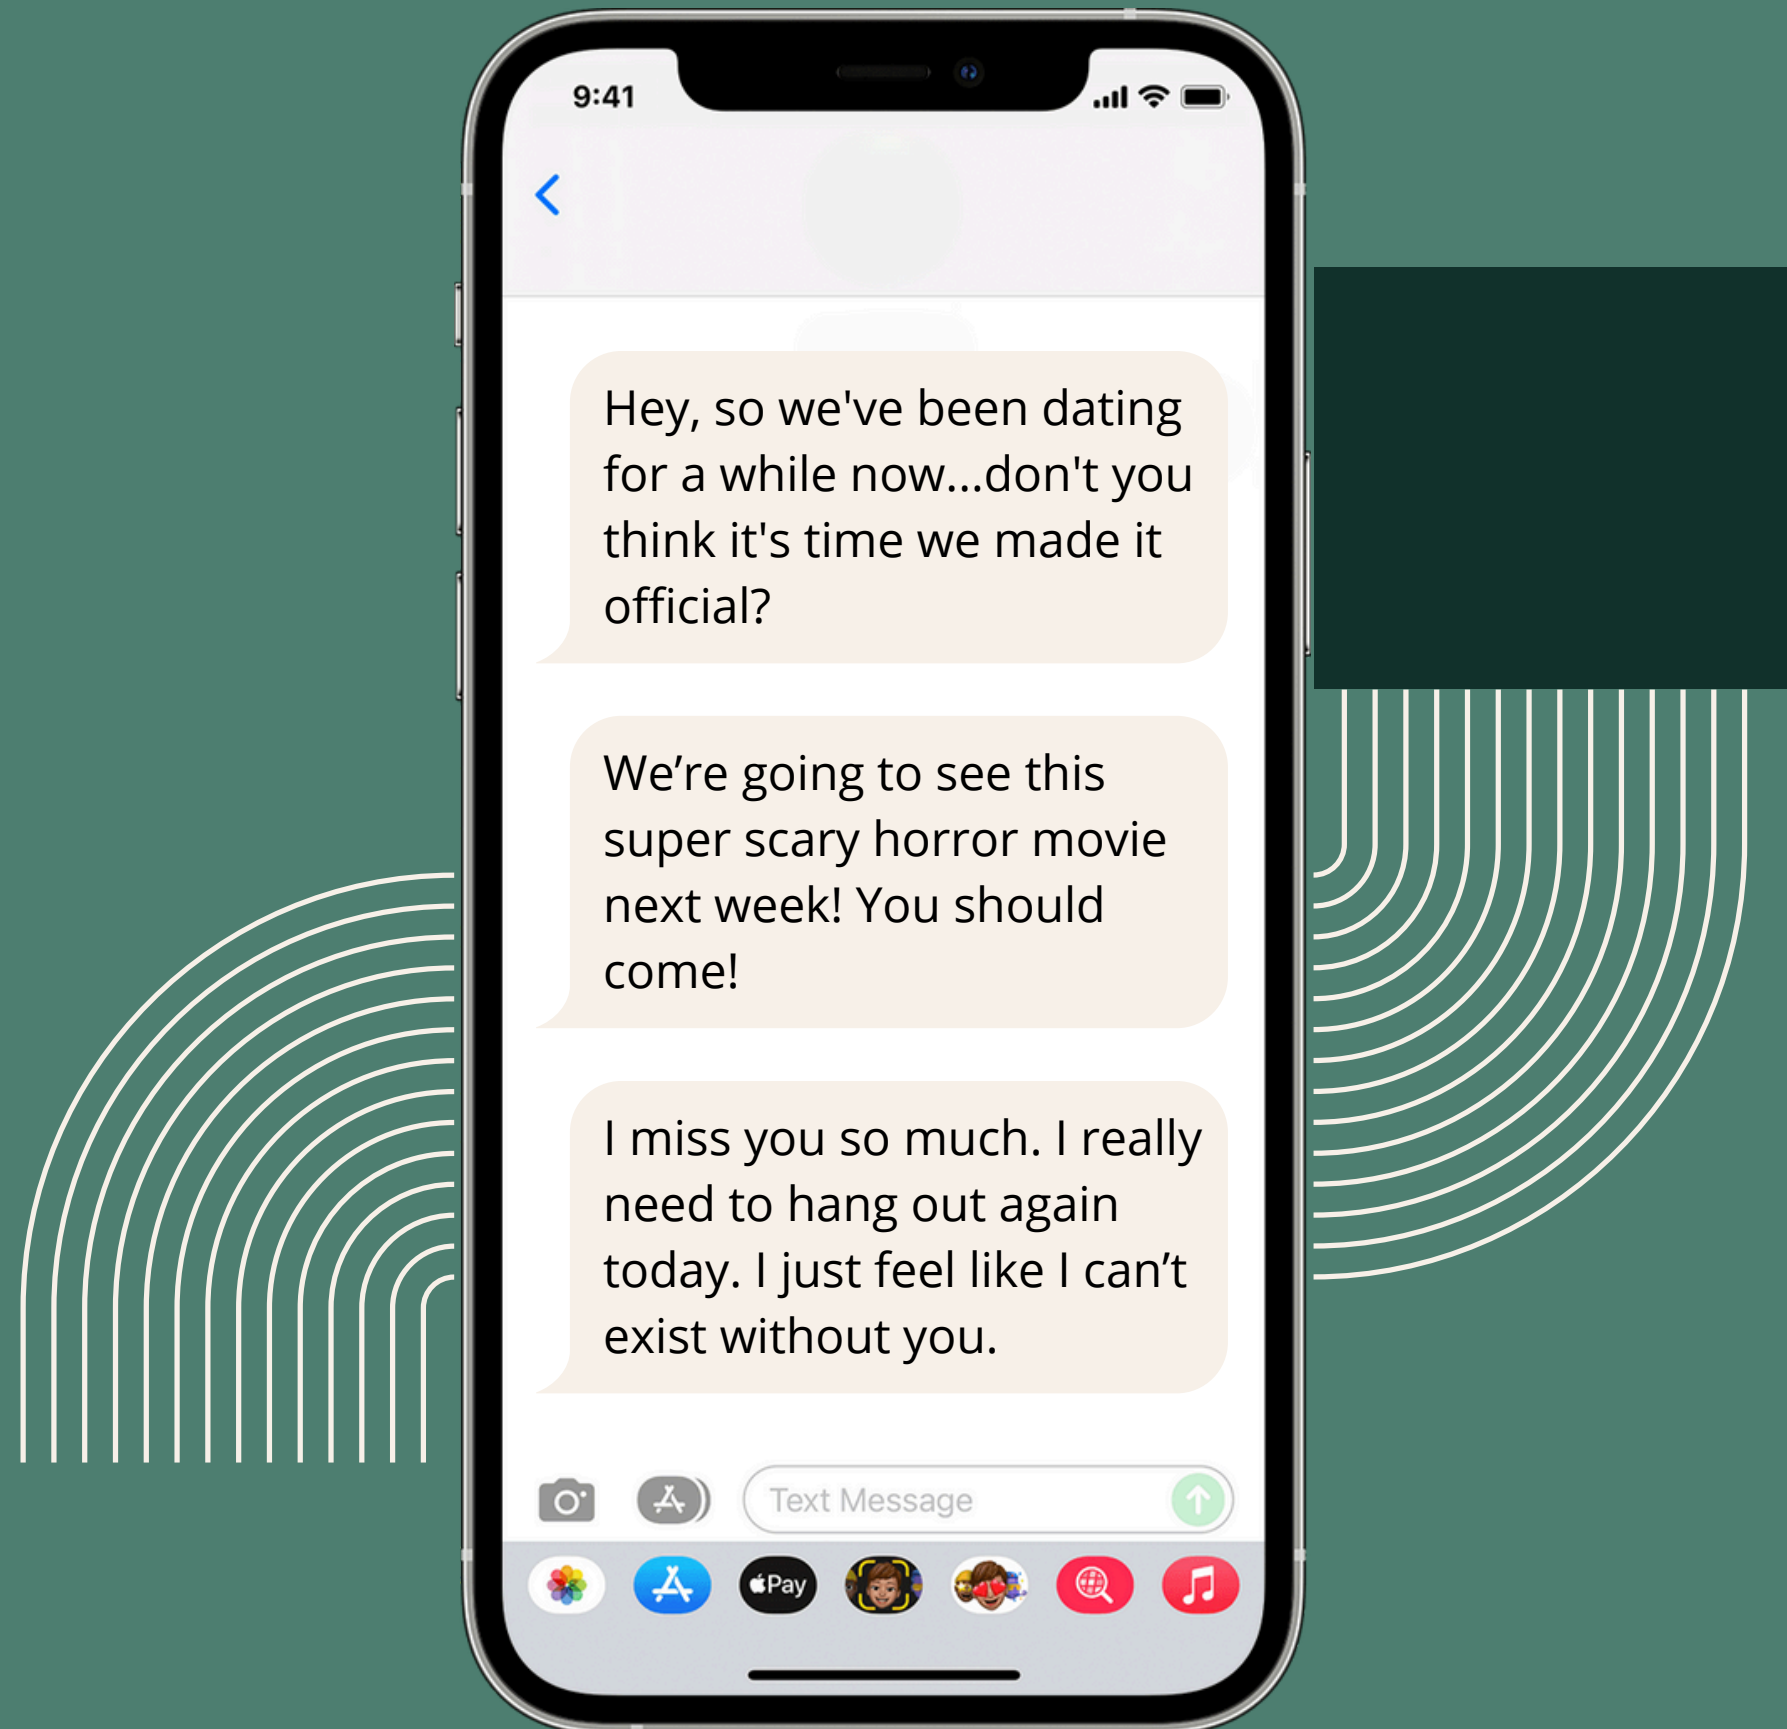 9:41
Hey, so we've been dating
for a while now...don't you
think it's time we made it
official?
We’re going to see this
super scary horror movie
next week! You should
come!
I miss you so much. I really
need to hang out again
today. I just feel like I can’t
exist without you.
Text Message
Pay